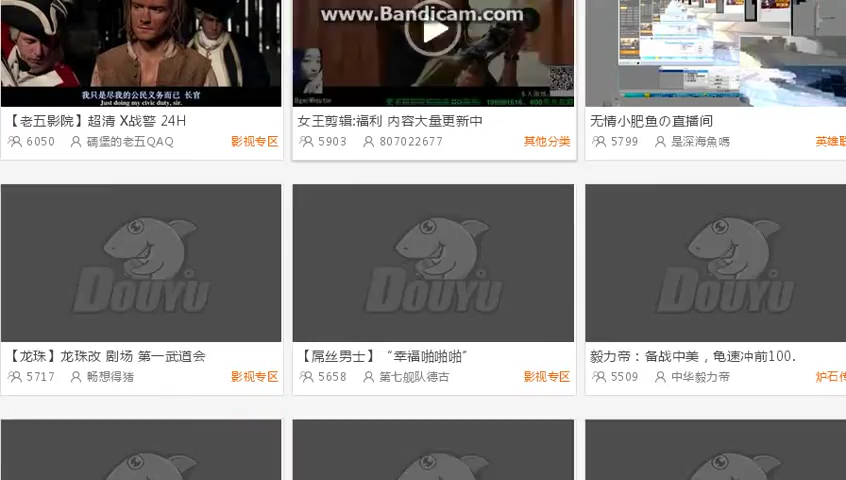 www.Bandicam.com
我只是尽我的公民义务而已 长官
Just doing my civic duty, sir.
【老五影院】超清 X战警 24H
6050 碉堡的老五QAQ 影视专区
女王剪辑:福利 内容大量更新中
5903 807022677 其他分类
无情小肥鱼の直播间
5799 是深海魚嗎 英雄联
DOUYU
DOUYU
DOUYU
【龙珠】龙珠改 剧场 第一武道会
5717 畅想得猪 影视专区
【屌丝男士】“幸福啪啪啪”
5658 第七舰队德古 影视专区
毅力帝：备战中美，龟速冲前100.
5509 中华毅力帝 炉石传